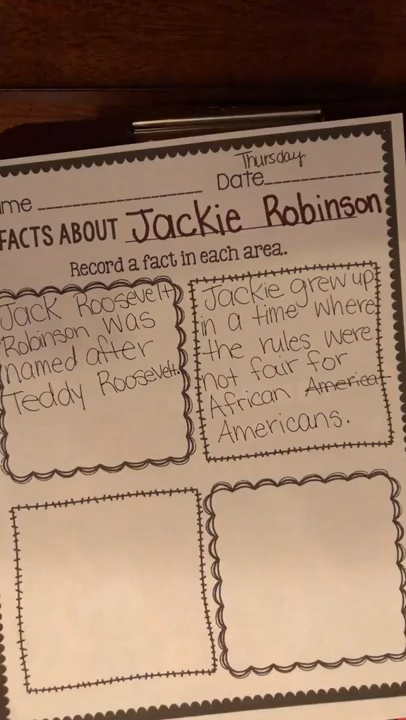 Thursday
me
Date
FACTS ABOUT Jackie Robinson
Record a fact in each area.
Jack Roosevelt
Robinson was
named after
Teddy Roosevelt.
Jackie grew up
in a time where
the rules were
not fair for
African America
Americans.